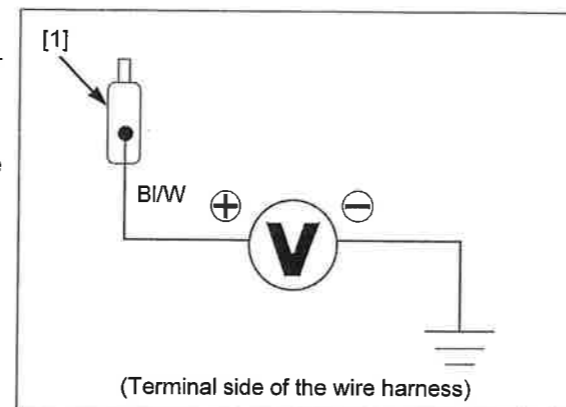 [1]
Bl/W
+
−
V
(Terminal side of the wire harness)